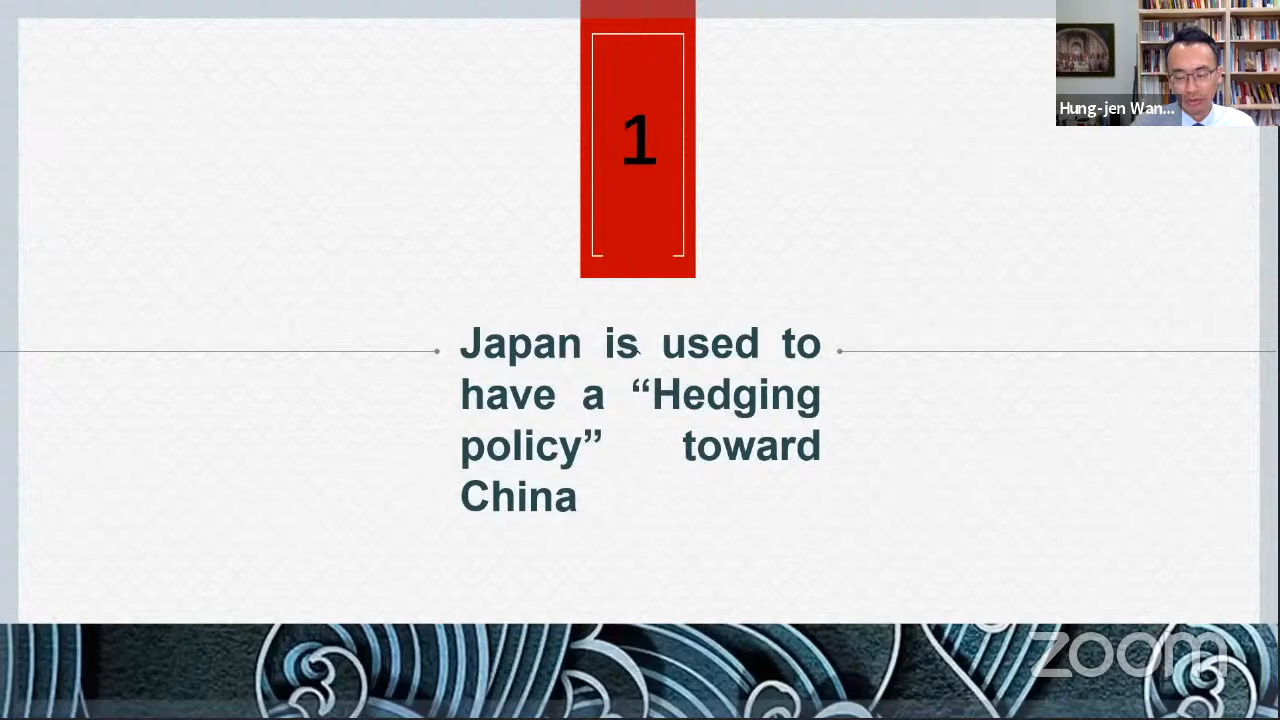 1
Hung-jen Wan...
Japan is used to
have a “Hedging
policy” toward
China
zoom